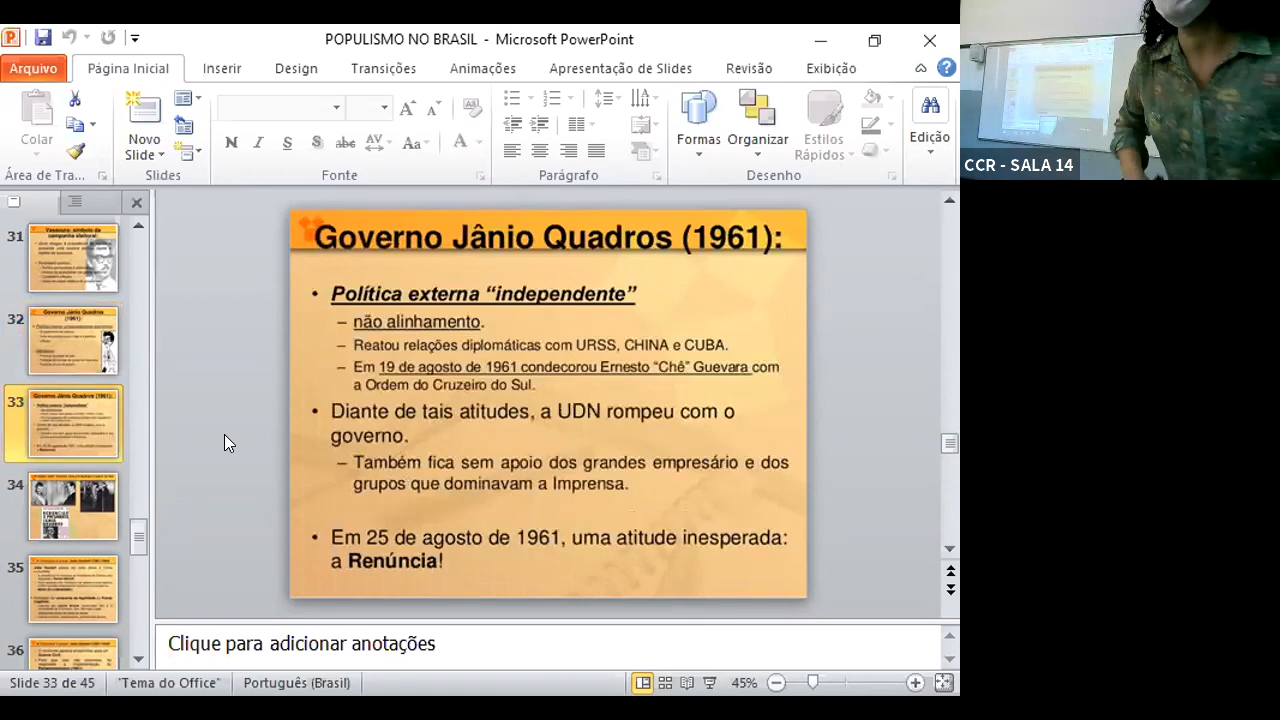 POPULISMO NO BRASIL - Microsoft PowerPoint
Arquivo
Página Inicial
Inserir
Design
Transições
Animações
Apresentação de Slides
Revisão
Exibição
Colar
Novo
Slide
Formas
Organizar
Estilos
Rápidos
Edição
Área de Tra...
Slides
Fonte
Parágrafo
Desenho
31
32
33
34
35
36
Governo Jânio Quadros (1961):
• Política externa “independente”
– não alinhamento.
– Reatou relações diplomáticas com URSS, CHINA e CUBA.
– Em 19 de agosto de 1961 condecorou Ernesto “Chê” Guevara com
a Ordem do Cruzeiro do Sul.
• Diante de tais atitudes, a UDN rompeu com o
governo.
– Também fica sem apoio dos grandes empresário e dos
grupos que dominavam a Imprensa.
• Em 25 de agosto de 1961, uma atitude inesperada:
a Renúncia!
Clique para adicionar anotações
Slide 33 de 45
"Tema do Office"
Português (Brasil)
45%
CCR - SALA 14